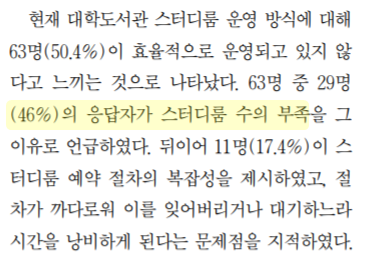 현재 대학도서관 스터디룸 운영 방식에 대해
63명(50.4%)이 효율적으로 운영되고 있지 않
다고 느끼는 것으로 나타났다. 63명 중 29명
(46%)의 응답자가 스터디룸 수의 부족을 그
이유로 언급하였다. 뒤이어 11명(17.4%)이 스
터디룸 예약 절차의 복잡성을 제시하였고, 절
차가 까다로워 이를 잊어버리거나 대기하느라
시간을 낭비하게 된다는 문제점을 지적하였다.